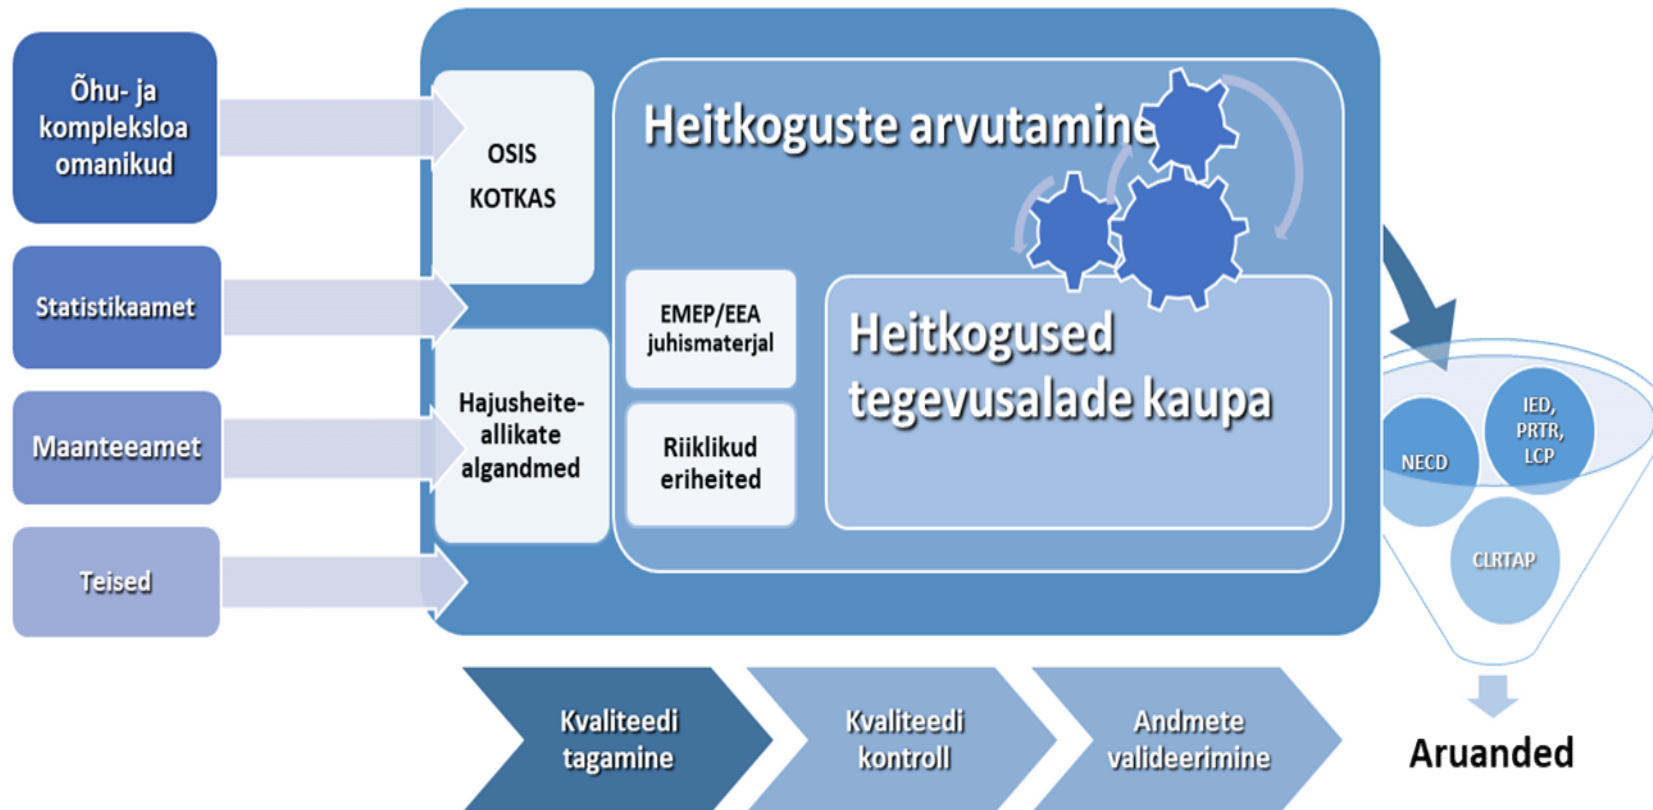 Õhu- ja
kompleksloa
omanikud
Statistikaamet
Maanteeamet
Teised
OSIS
KOTKAS
Hajusheite-
allikate
algandmed
Heitkoguste arvutamine
EMEP/EEA
juhismaterjal
Riiklikud
eriheited
Heitkogused
tegevusalade kaupa
NECD
IED,
PRTR,
LCP
CLRTAP
Kvaliteedi
tagamine
Kvaliteedi
kontroll
Andmete
valideerimine
Aruanded